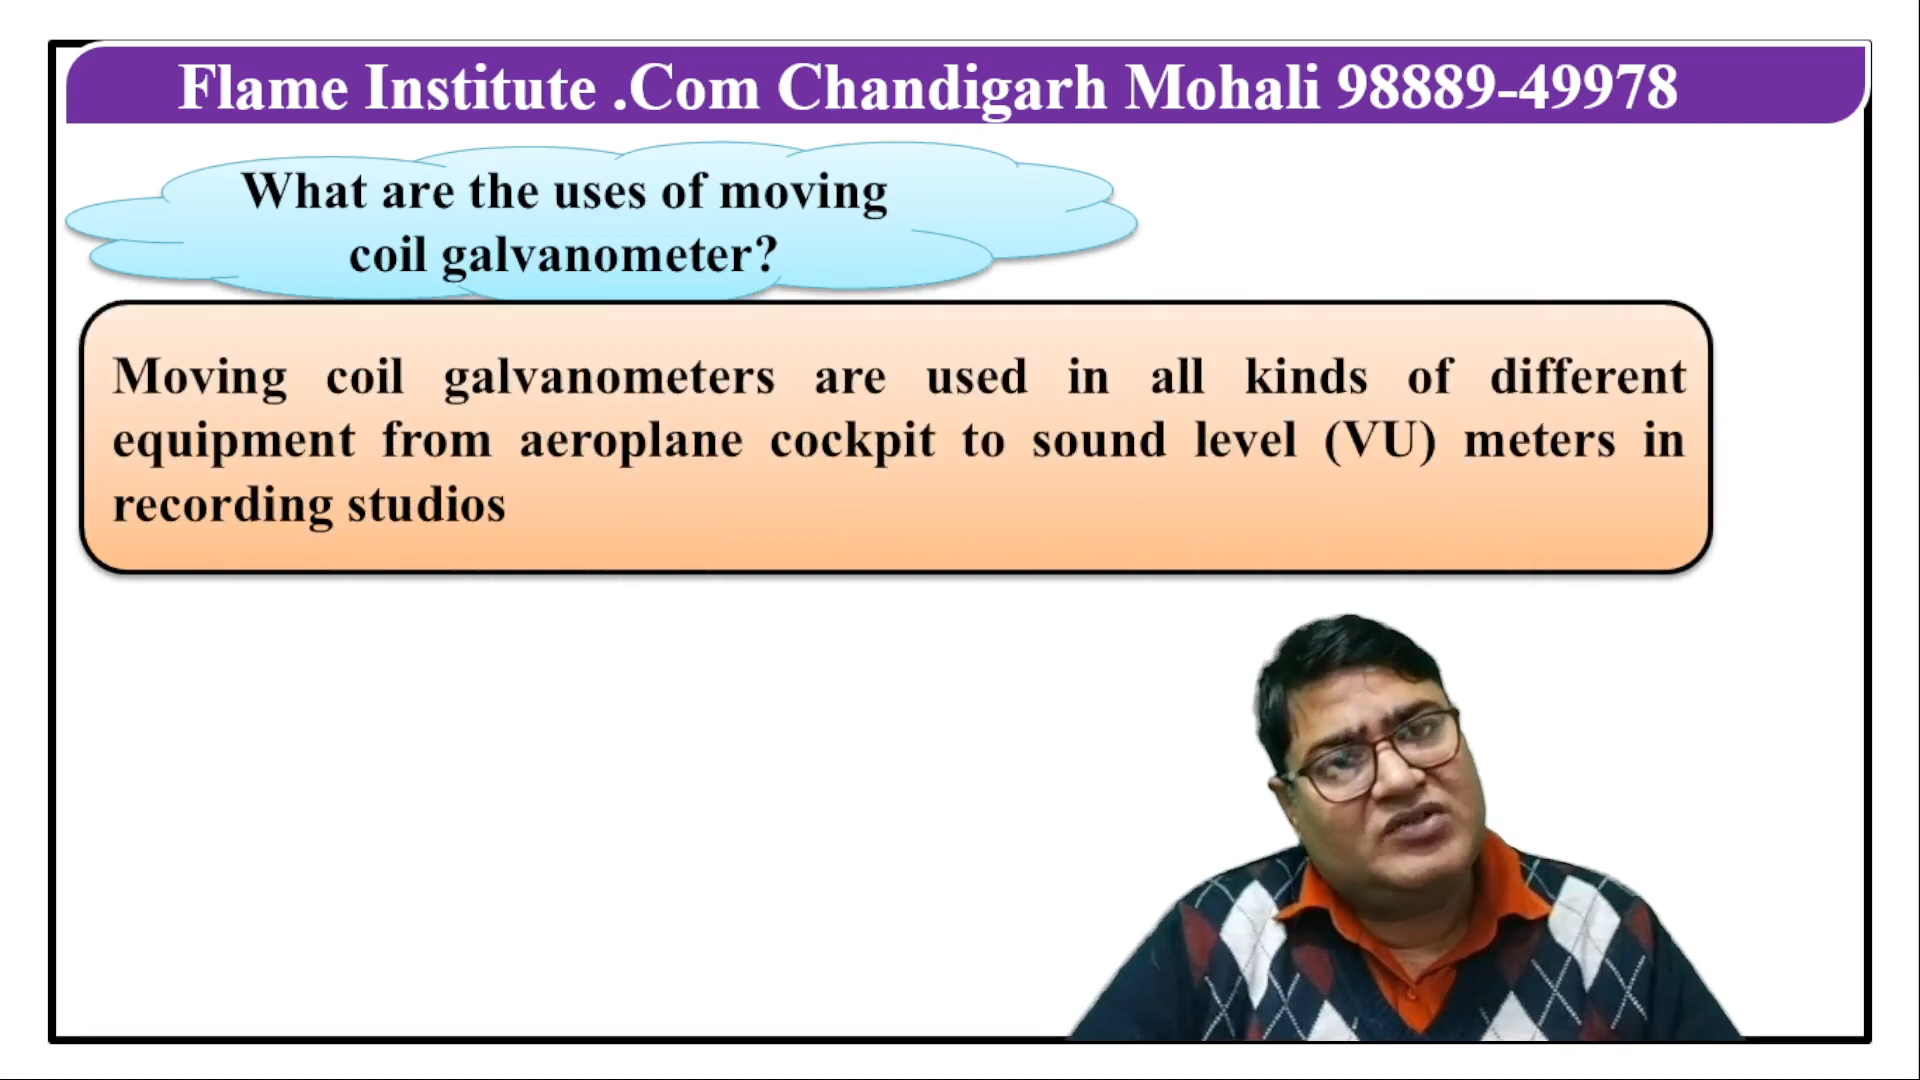 Flame Institute .Com Chandigarh Mohali 98889-49978
What are the uses of moving
coil galvanometer?
Moving coil galvanometers are used in all kinds of different
equipment from aeroplane cockpit to sound level (VU) meters in
recording studios